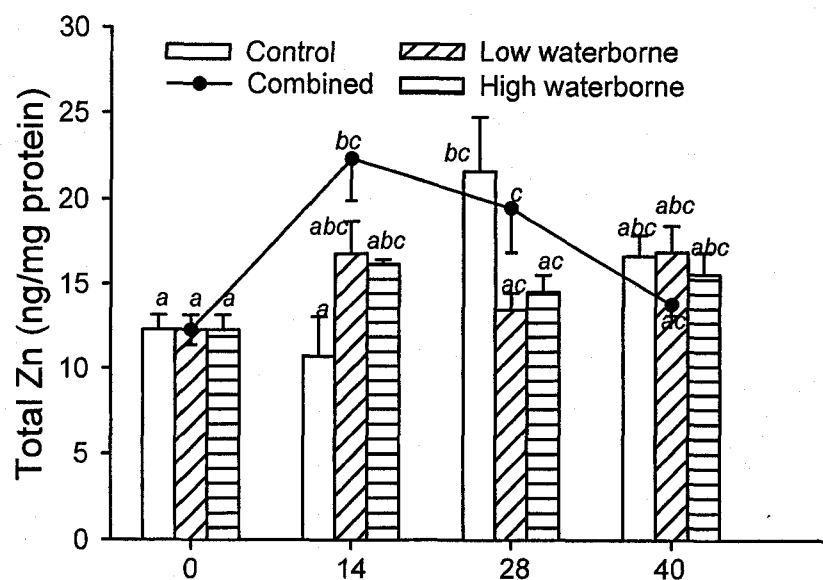 30
25
20
15
10
5
0
Total Zn (ng/mg protein)
Control
Low waterborne
Combined
High waterborne
a a a
a
abc
bc
abc
bc
ac
c
ac
abc
abc
abc
ac
0 14 28 40